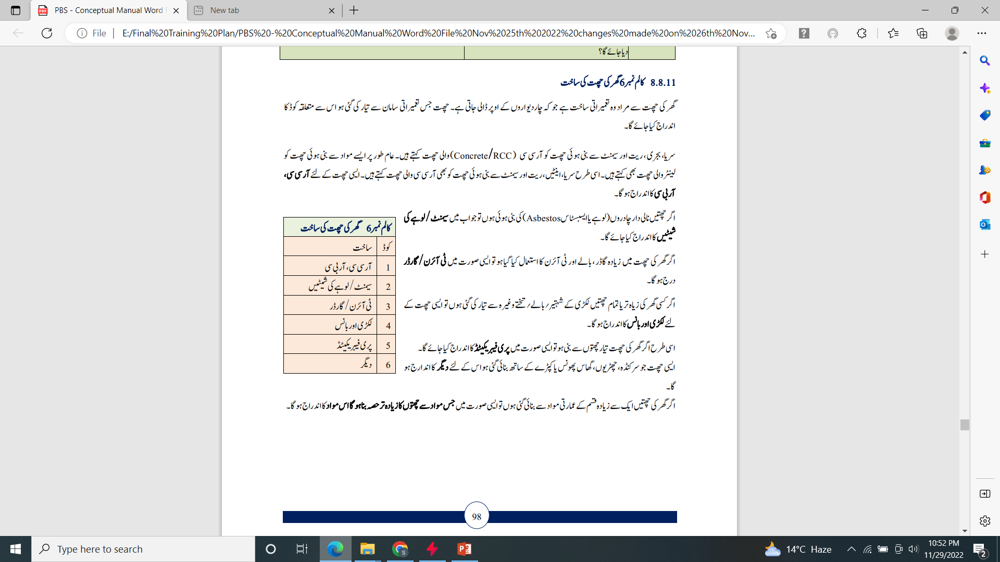 PBS - Conceptual Manual Word
New tab
File
E:/Final%20Training%20Plan/PBS%20-%20Conceptual%20Manual%20Word%20File%20Nov%2025th%202022%20changes%20made%20on%2026th%20Nov...
دیا جائے گا؟
8.8.11 کالم نمبر6گھر کی چھت کی ساخت
گھر کی چھت سے مراد وہ تعمیراتی ساخت ہے جو کہ چاردیواروں کے اوپر ڈالی جاتی ہے۔ چھت جس تعمیراتی سامان سے تیار کی گئی ہو اس سے متعلقہ کوڈ کا
اندراج کیا جائے گا۔
سریا، بجری، ریت اور سیمنٹ سے بنی ہوئی چھت کو آر سی سی (Concrete/RCC) والی چھت کہتے ہیں۔ عام طور پر ایسے مواد سے بنی ہوئی چھت کو
لینٹر والی چھت بھی کہتے ہیں۔ اسی طرح سریا، اینٹیں، ریت اور سیمنٹ سے بنی ہوئی چھت کو بھی آر سی سی والی چھت کہتے ہیں۔ ایسی چھت کے لئے آر سی سی،
آر بی سی کا اندراج ہو گا۔
اگر چھتیں نالی دار چادروں (لوہے یا ایسبسٹاس Asbestos) کی بنی ہوئی ہوں تو جواب میں سیمنٹ / لوہے کی
شیٹیں کا اندراج کیا جائے گا۔
اگر گھر کی چھت میں زیادہ گاڈر، بالے اور ٹی آئرن کا استعمال کیا گیا ہو تو ایسی صورت میں ٹی آئرن / گارڈر
درج ہو گا۔
اگر کسی گھر کی زیاہ تر یا تمام چھتیں لکڑی کے شہتیر/ بالے/ تختے وغیرہ سے تیار کی گئی ہوں تو ایسی چھت کے
لئے لکڑی اور بانس کا اندراج ہو گا۔
اسی طرح اگر گھر کی چھت تیار چھتوں سے بنی ہو تو ایسی صورت میں پری فیبریکیٹڈ کا اندراج کیا جائے گا۔
ایسی چھت جو سرکنڈہ، چھڑیوں، گھاس پھونس یا کپڑے کے ساتھ بنائی گئی ہو اس کے لئے دیگر کا اندارج ہو
گا۔
اگر گھر کی چھتیں ایک سے زیادہ قسم کے عمارتی مواد سے بنائی گئی ہوں تو ایسی صورت میں جس مواد سے چھتوں کا زیادہ تر حصہ بنا ہو گا اس مواد کا اندراج ہو گا۔
کالم نمبر6 گھر کی چھت کی ساخت
کوڈ ساخت
1 آر سی سی، آر بی سی
2 سیمنٹ / لوہے کی شیٹیں
3 ٹی آئرن / گارڈر
4 لکڑی اور بانس
5 پری فیبریکیٹڈ
6 دیگر
98
Type here to search
14°C Haze
10:52 PM
11/29/2022
2